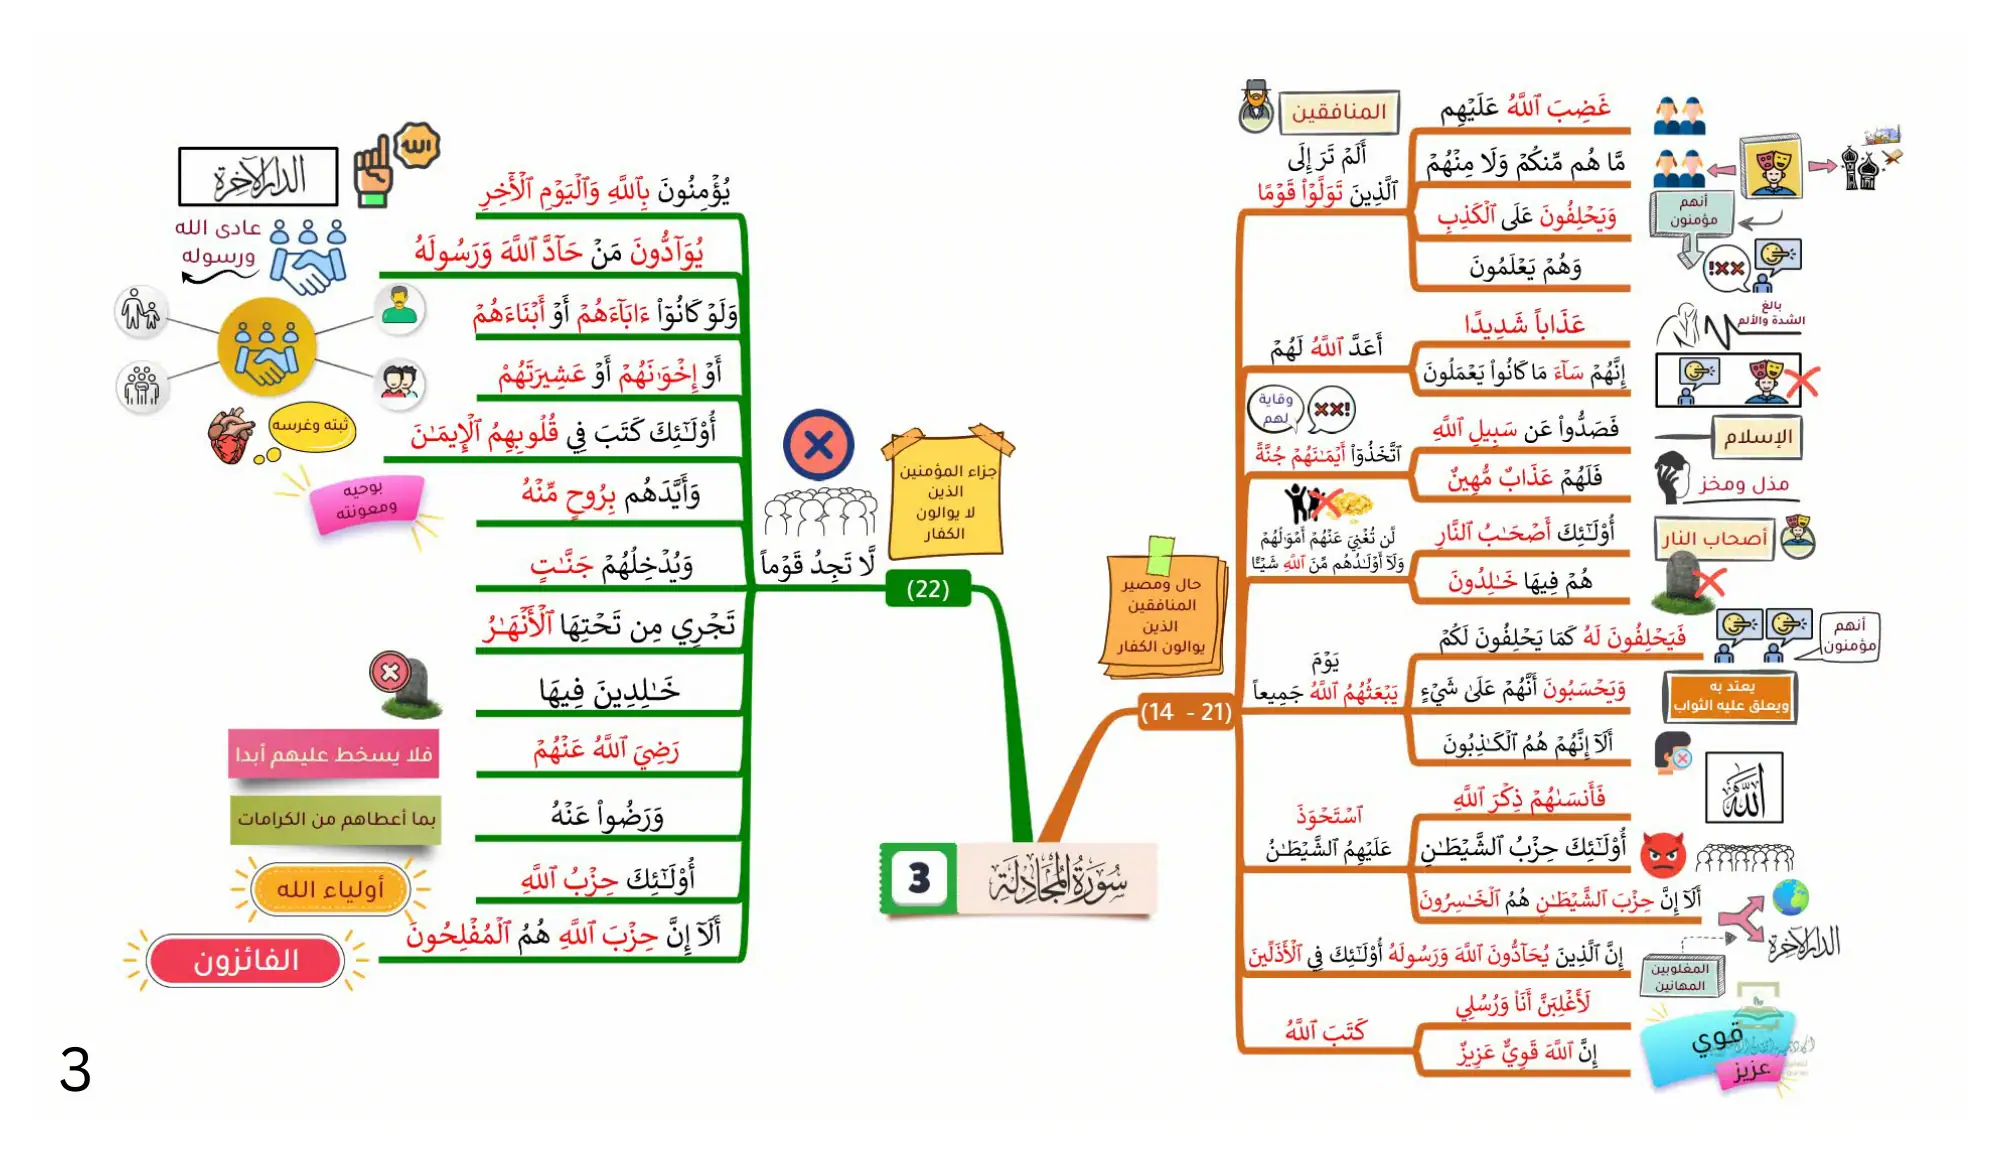 سُورَةُ المُجَادلَة
3
(14 - 21)
حال ومصير
المنافقين
الذين
يوالون الكفار
المنافقين
أَلَمْ تَرَ إِلَى
ٱلَّذِينَ تَوَلَّوْا۟ قَوْمًا
غَضِبَ ٱللَّهُ عَلَيْهِم
مَّا هُم مِّنكُمْ وَلَا مِنْهُمْ
وَيَحْلِفُونَ عَلَى ٱلْكَذِبِ
أنهم
مؤمنون
وَهُمْ يَعْلَمُونَ
!××
أَعَدَّ ٱللَّهُ لَهُمْ
عَذَاباً شَدِيدًا
بالغ
الشدة والألم
إِنَّهُمْ سَآءَ مَا كَانُوا۟ يَعْمَلُونَ
وقاية
لهم
××!
ٱتَّخَذُوٓا۟ أَيْمَـٰنَهُمْ جُنَّةً
فَصَدُّوا۟ عَن سَبِيلِ ٱللَّهِ
الإسلام
فَلَهُمْ عَذَابٌ مُّهِينٌ
مذل ومخز
لَّن تُغْنِيَ عَنْهُمْ أَمْوَٰلُهُمْ
وَلَآ أَوْلَـٰدُهُم مِّنَ ٱللَّهِ شَيْـًٔا
أُو۟لَـٰٓئِكَ أَصْحَـٰبُ ٱلنَّارِ
أصحاب النار
هُمْ فِيهَا خَـٰلِدُونَ
يَوْمَ
يَبْعَثُهُمُ ٱللَّهُ جَمِيعاً
فَيَحْلِفُونَ لَهُ كَمَا يَحْلِفُونَ لَكُمْ
أنهم
مؤمنون
وَيَحْسَبُونَ أَنَّهُمْ عَلَىٰ شَيْءٍ
يعتد به
ويعلق عليه الثواب
أَلَآ إِنَّهُمْ هُمُ ٱلْكَـٰذِبُونَ
ٱسْتَحْوَذَ
عَلَيْهِمُ ٱلشَّيْطَـٰنُ
فَأَنسَىٰهُمْ ذِكْرَ ٱللَّهِ
الله
أُو۟لَـٰٓئِكَ حِزْبُ ٱلشَّيْطَـٰنِ
أَلَآ إِنَّ حِزْبَ ٱلشَّيْطَـٰنِ هُمُ ٱلْخَـٰسِرُونَ
الدار الآخرة
إِنَّ ٱلَّذِينَ يُحَآدُّونَ ٱللَّهَ وَرَسُولَهُ أُو۟لَـٰٓئِكَ فِي ٱلْأَذَلِّينَ
المغلوبين
المهانين
كَتَبَ ٱللَّهُ
لَأَغْلِبَنَّ أَنَا۠ وَرُسُلِي
إِنَّ ٱللَّهَ قَوِيٌّ عَزِيزٌ
قوي
عزيز
(22)
جزاء المؤمنين
الذين
لا يوالون
الكفار
لَّا تَجِدُ قَوْماً
يُؤْمِنُونَ بِٱللَّهِ وَٱلْيَوْمِ ٱلْأَخِرِ
الله
الدار الآخرة
يُوَآدُّونَ مَنْ حَآدَّ ٱللَّهَ وَرَسُولَهُ
عادى الله
ورسوله
وَلَوْ كَانُوٓا۟ ءَابَآءَهُمْ أَوْ أَبْنَاءَهُمْ
أَوْ إِخْوَٰنَهُمْ أَوْ عَشِيرَتَهُمْ
أُو۟لَـٰٓئِكَ كَتَبَ فِي قُلُوبِهِمُ ٱلْإِيمَـٰنَ
ثبته وغرسه
وَأَيَّدَهُم بِرُوحٍ مِّنْهُ
بوحيه
ومعونته
وَيُدْخِلُهُمْ جَنَّـٰتٍ
تَجْرِي مِن تَحْتِهَا ٱلْأَنْهَـٰرُ
خَـٰلِدِينَ فِيهَا
رَضِيَ ٱللَّهُ عَنْهُمْ
فلا يسخط عليهم أبدا
وَرَضُوا۟ عَنْهُ
بما أعطاهم من الكرامات
أُو۟لَـٰٓئِكَ حِزْبُ ٱللَّهِ
أولياء الله
أَلَآ إِنَّ حِزْبَ ٱللَّهِ هُمُ ٱلْمُفْلِحُونَ
الفائزون
3